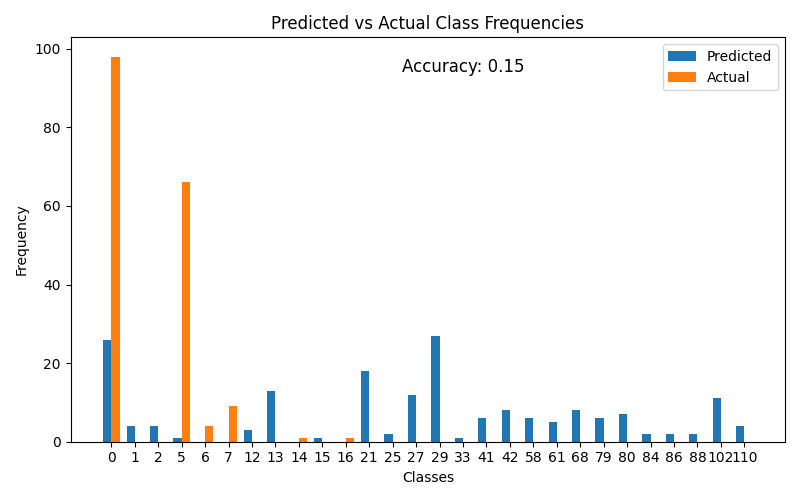 Predicted vs Actual Class Frequencies
Accuracy: 0.15
Predicted
Actual
Frequency
100
80
60
40
20
0
0 1 2 5 6 7 12 13 14 15 16 21 25 27 29 33 41 42 58 61 68 79 80 84 86 88 102 110
Classes